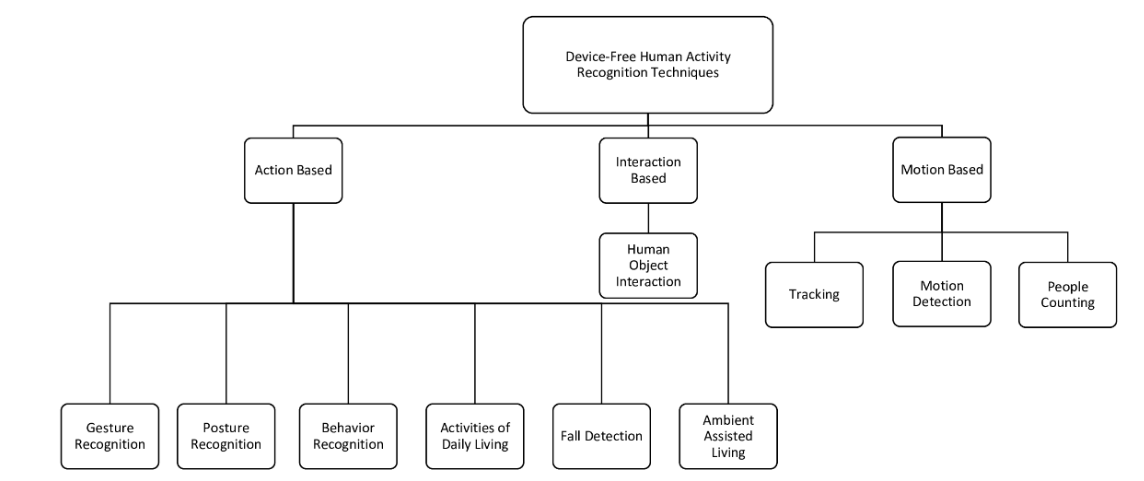 Device-Free Human Activity
Recognition Techniques
Action Based
Interaction
Based
Motion Based
Human
Object
Interaction
Tracking
Motion
Detection
People
Counting
Gesture
Recognition
Posture
Recognition
Behavior
Recognition
Activities of
Daily Living
Fall Detection
Ambient
Assisted
Living